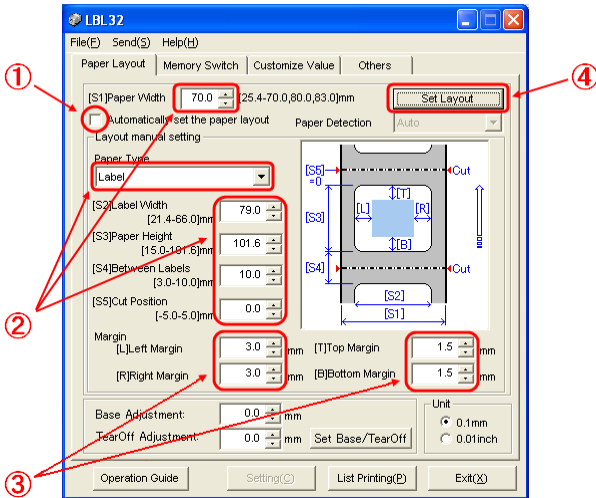 LBL32
File(F) Send(S) Help(H)
Paper Layout Memory Switch Customize Value Others
① ④
[S1]Paper Width 70.0 [25.4-70.0,80.0,83.0]mm Set Layout
Automatically set the paper layout Paper Detection Auto
Layout manual setting
Paper Type
Label
[S5]
=0
Cut
[T]
[S2]Label Width 79.0
[21.4-66.0]mm
[S3] [L] [R]
[S3]Paper Height 101.6
[15.0-101.6]mm
[B]
[S4]Between Labels 10.0
[3.0-10.0]mm
[S4] Cut
②
[S5]Cut Position 0.0
[-5.0-5.0]mm
[S2]
[S1]
Margin
[L]Left Margin 3.0 mm [T]Top Margin 1.5 mm
[R]Right Margin 3.0 mm [B]Bottom Margin 1.5 mm
Unit
Base Adjustment: 0.0 mm
0.1mm
TearOff Adjustment: 0.0 mm Set Base/TearOff
0.01inch
③
Operation Guide Setting(C) List Printing(P) Exit(X)